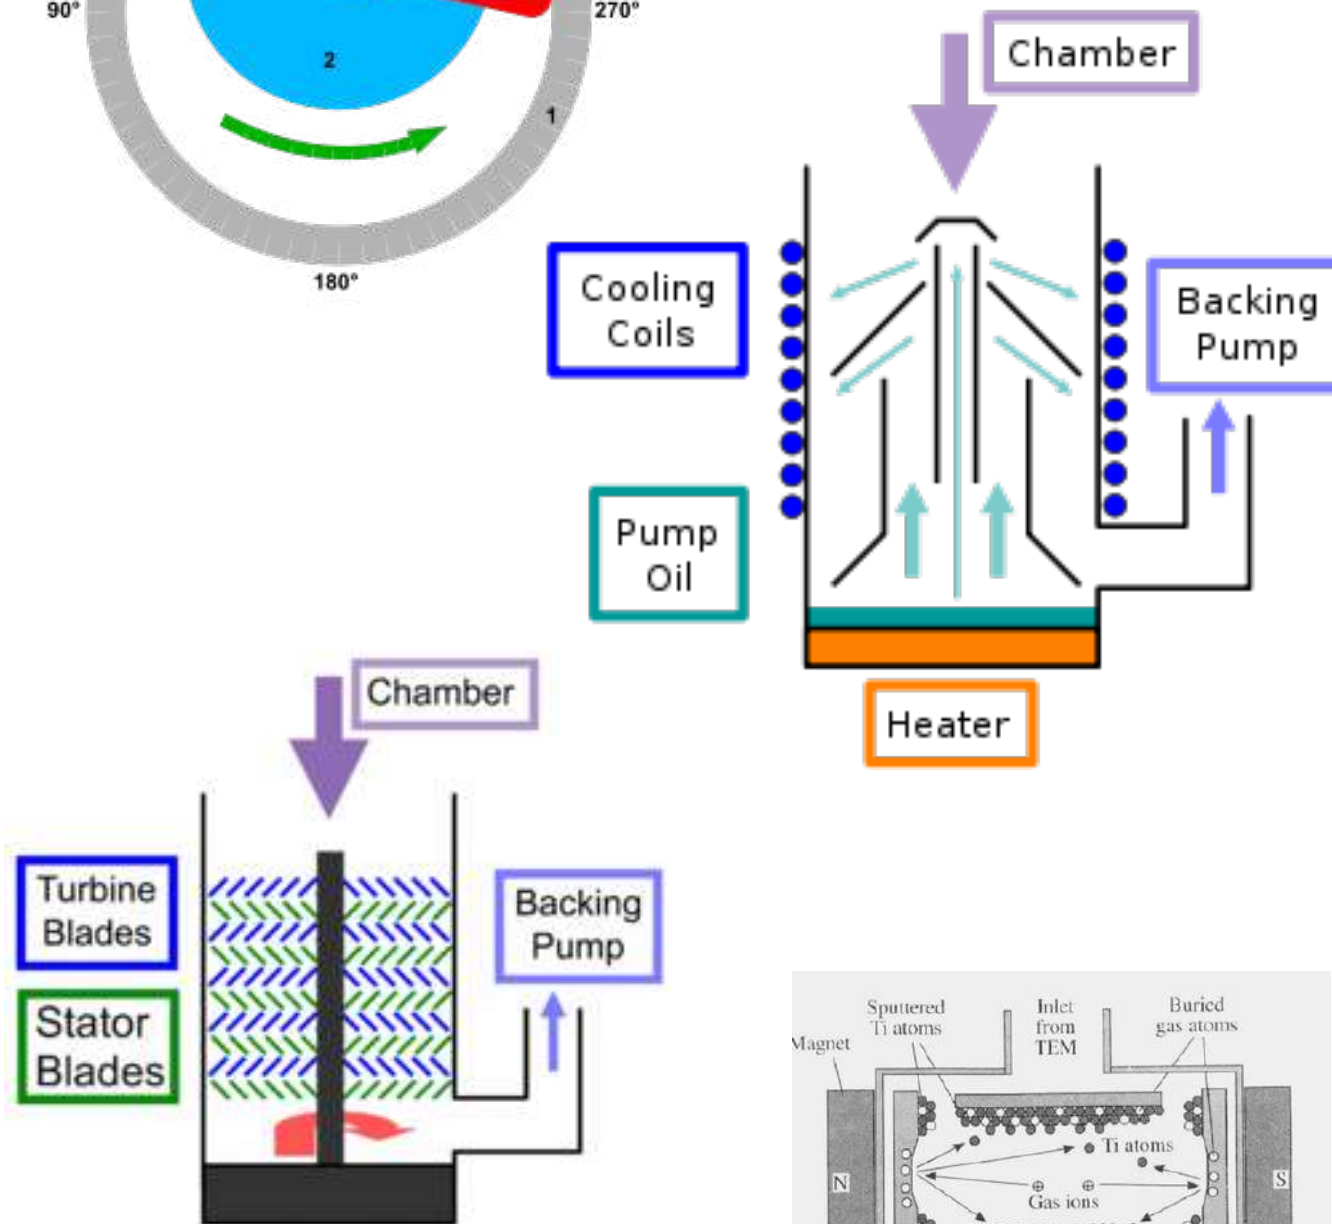 90°
270°
2
1
180°
Chamber
Cooling
Coils
Backing
Pump
Pump
Oil
Heater
Chamber
Turbine
Blades
Backing
Pump
Stator
Blades
Sputtered
Ti atoms
Inlet
from
TEM
Buried
gas atoms
Magnet
Ti atoms
N
S
Gas ions